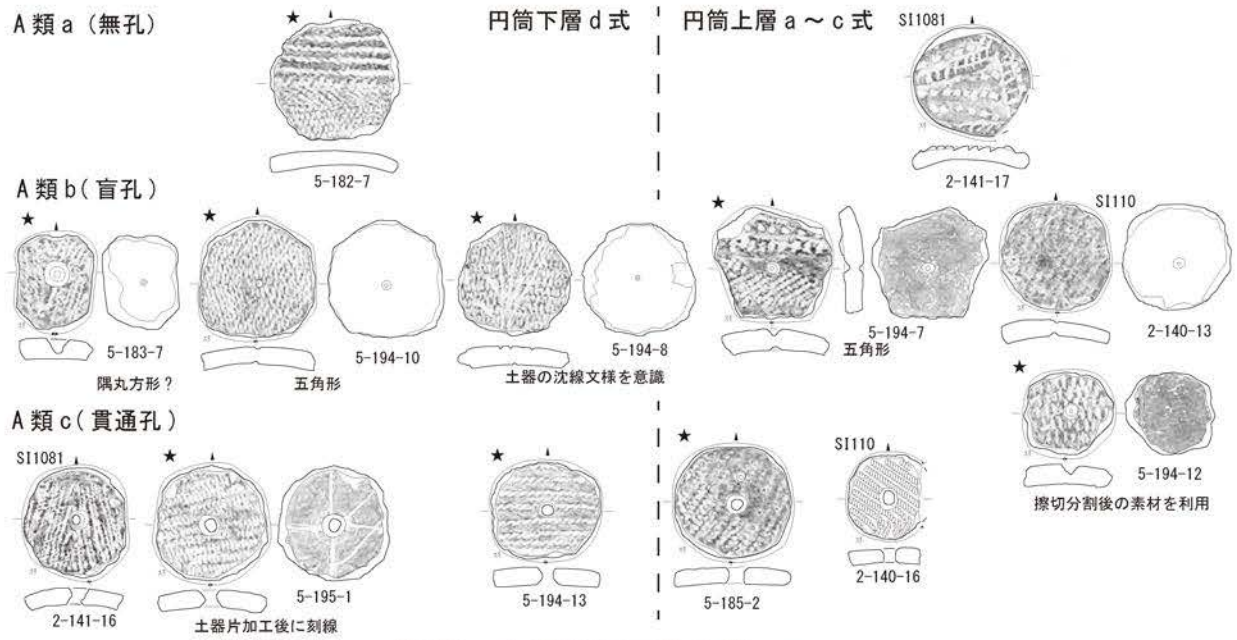 A類a（無孔）
円筒下層d式
円筒上層a～c式
★
SI1081
5-182-7
2-141-17
A類b(盲孔)
★
★
★
★
SI110
5-183-7
5-194-10
5-194-8
5-194-7
2-140-13
隅丸方形？
五角形
土器の沈線文様を意識
五角形
★
5-194-12
擦切分割後の素材を利用
A類c(貫通孔)
SI1081
★
★
★
SI110
2-141-16
5-195-1
5-194-13
5-185-2
2-140-16
土器片加工後に刻線